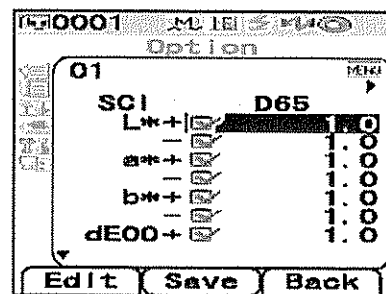 0001
Option
01
MENU
SCI D65
L*+ 1.0
- 1.0
a*+ 1.0
- 1.0
b*+ 1.0
- 1.0
dE00+ 1.0
Edit Save Back